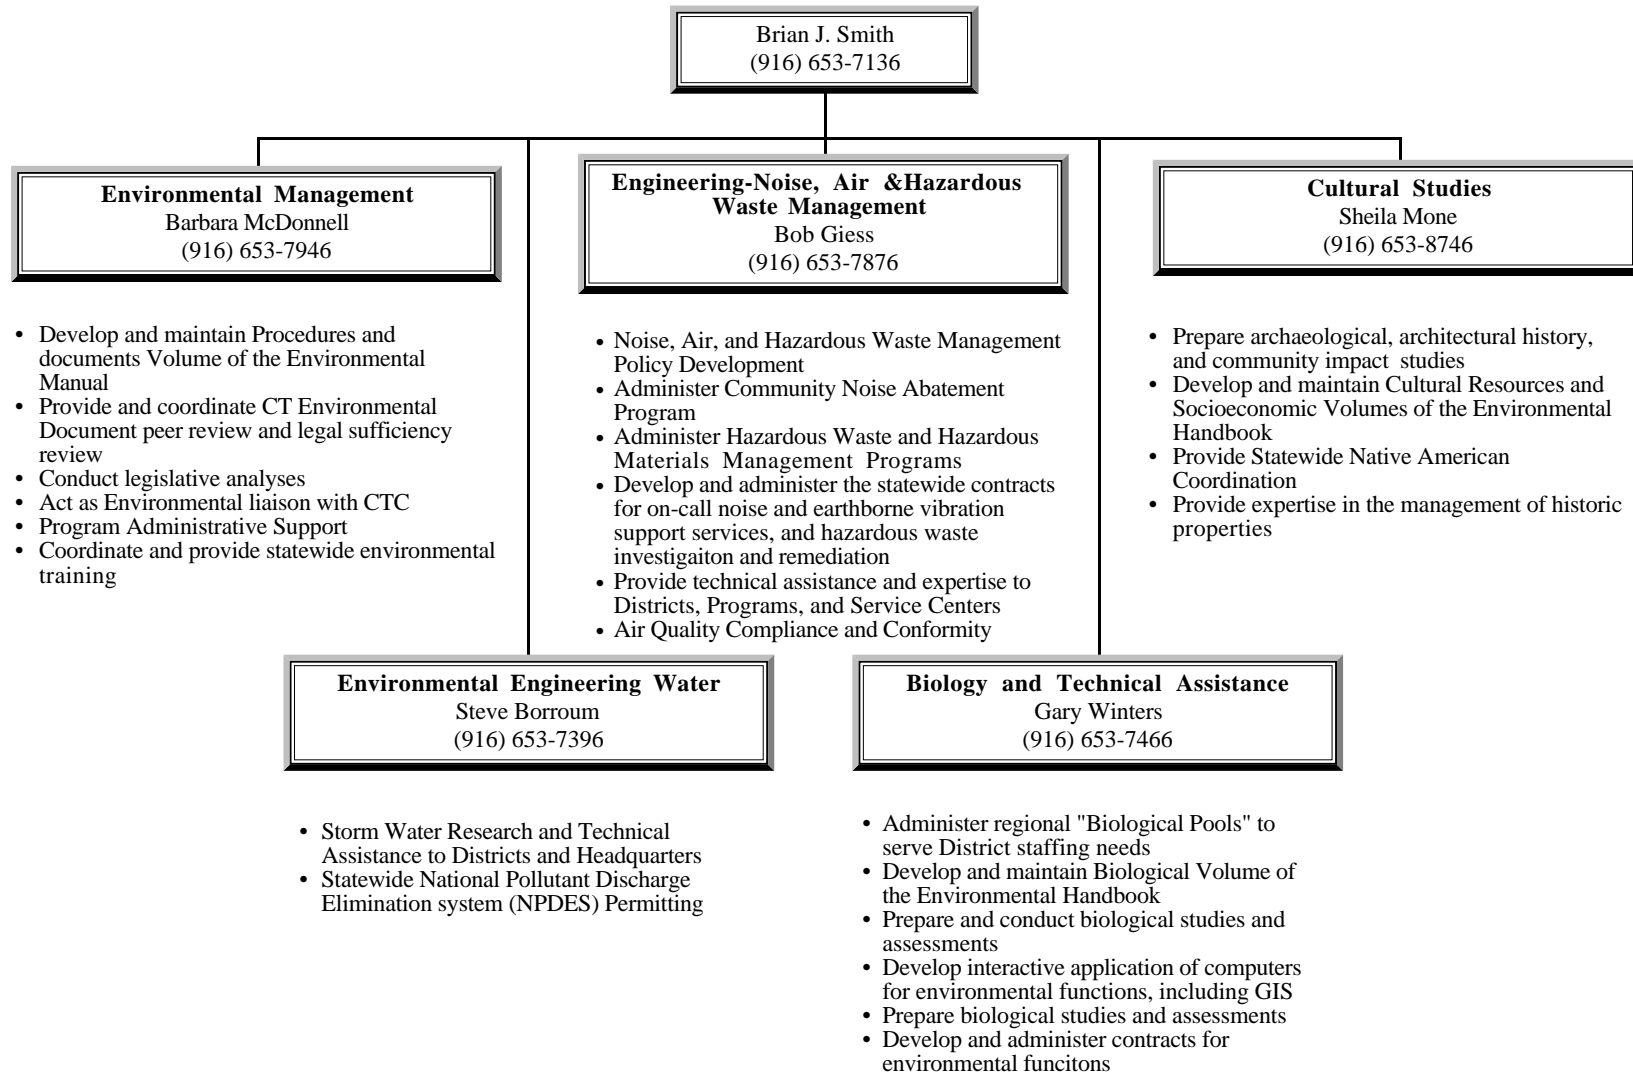 Brian J. Smith
(916) 653-7136
Environmental Management
Barbara McDonnell
(916) 653-7946
Engineering-Noise, Air &Hazardous
Waste Management
Bob Giess
(916) 653-7876
Cultural Studies
Sheila Mone
(916) 653-8746
• Develop and maintain Procedures and
documents Volume of the Environmental
Manual
• Provide and coordinate CT Environmental
Document peer review and legal sufficiency
review
• Conduct legislative analyses
• Act as Environmental liaison with CTC
• Program Administrative Support
• Coordinate and provide statewide environmental
training
• Noise, Air, and Hazardous Waste Management
Policy Development
• Administer Community Noise Abatement
Program
• Administer Hazardous Waste and Hazardous
Materials Management Programs
• Develop and administer the statewide contracts
for on-call noise and earthborne vibration
support services, and hazardous waste
investigaiton and remediation
• Provide technical assistance and expertise to
Districts, Programs, and Service Centers
• Air Quality Compliance and Conformity
• Prepare archaeological, architectural history,
and community impact studies
• Develop and maintain Cultural Resources and
Socioeconomic Volumes of the Environmental
Handbook
• Provide Statewide Native American
Coordination
• Provide expertise in the management of historic
properties
Environmental Engineering Water
Steve Borroum
(916) 653-7396
Biology and Technical Assistance
Gary Winters
(916) 653-7466
• Storm Water Research and Technical
Assistance to Districts and Headquarters
• Statewide National Pollutant Discharge
Elimination system (NPDES) Permitting
• Administer regional "Biological Pools" to
serve District staffing needs
• Develop and maintain Biological Volume of
the Environmental Handbook
• Prepare and conduct biological studies and
assessments
• Develop interactive application of computers
for environmental functions, including GIS
• Prepare biological studies and assessments
• Develop and administer contracts for
environmental funcitons